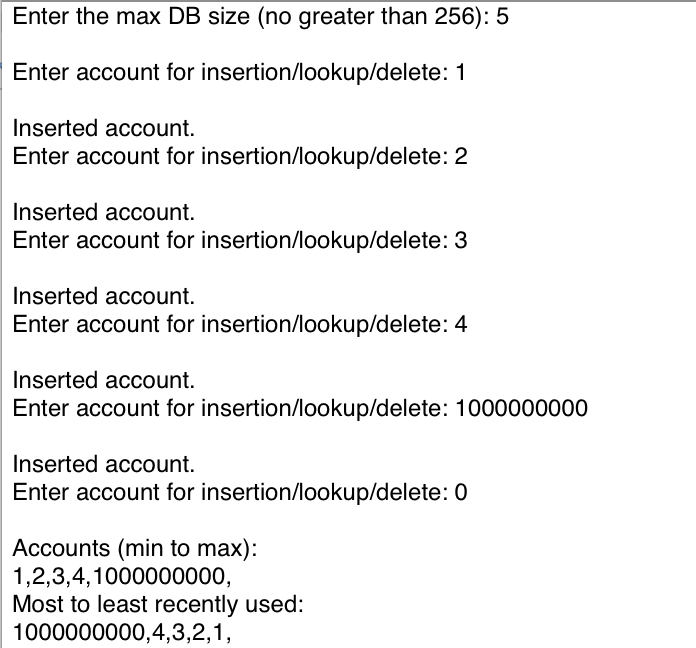 Enter the max DB size (no greater than 256): 5
Enter account for insertion/lookup/delete: 1
Inserted account.
Enter account for insertion/lookup/delete: 2
Inserted account.
Enter account for insertion/lookup/delete: 3
Inserted account.
Enter account for insertion/lookup/delete: 4
Inserted account.
Enter account for insertion/lookup/delete: 1000000000
Inserted account.
Enter account for insertion/lookup/delete: 0
Accounts (min to max):
1,2,3,4,1000000000,
Most to least recently used:
1000000000,4,3,2,1,